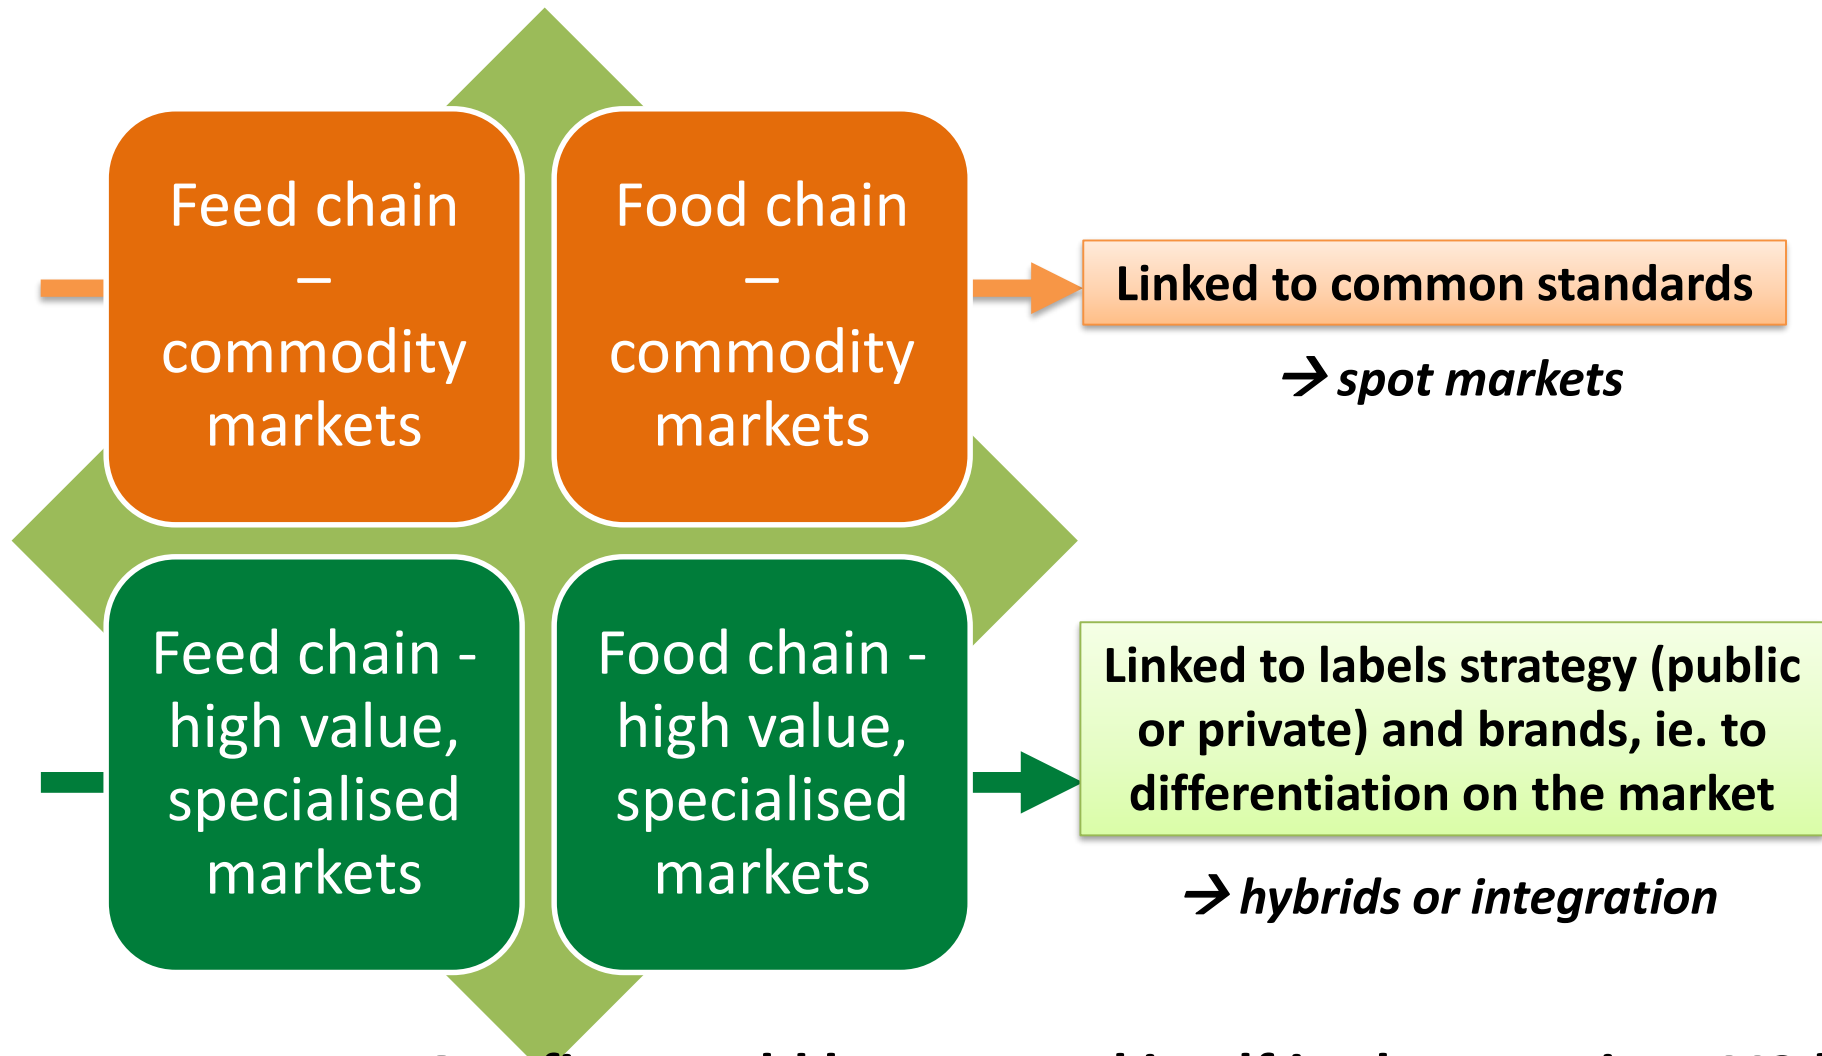 Feed chain
–
commodity
markets
Food chain
–
commodity
markets
Linked to common standards
→ spot markets
Feed chain -
high value,
specialised
markets
Food chain -
high value,
specialised
markets
Linked to labels strategy (public
or private) and brands, ie. to
differentiation on the market
→ hybrids or integration